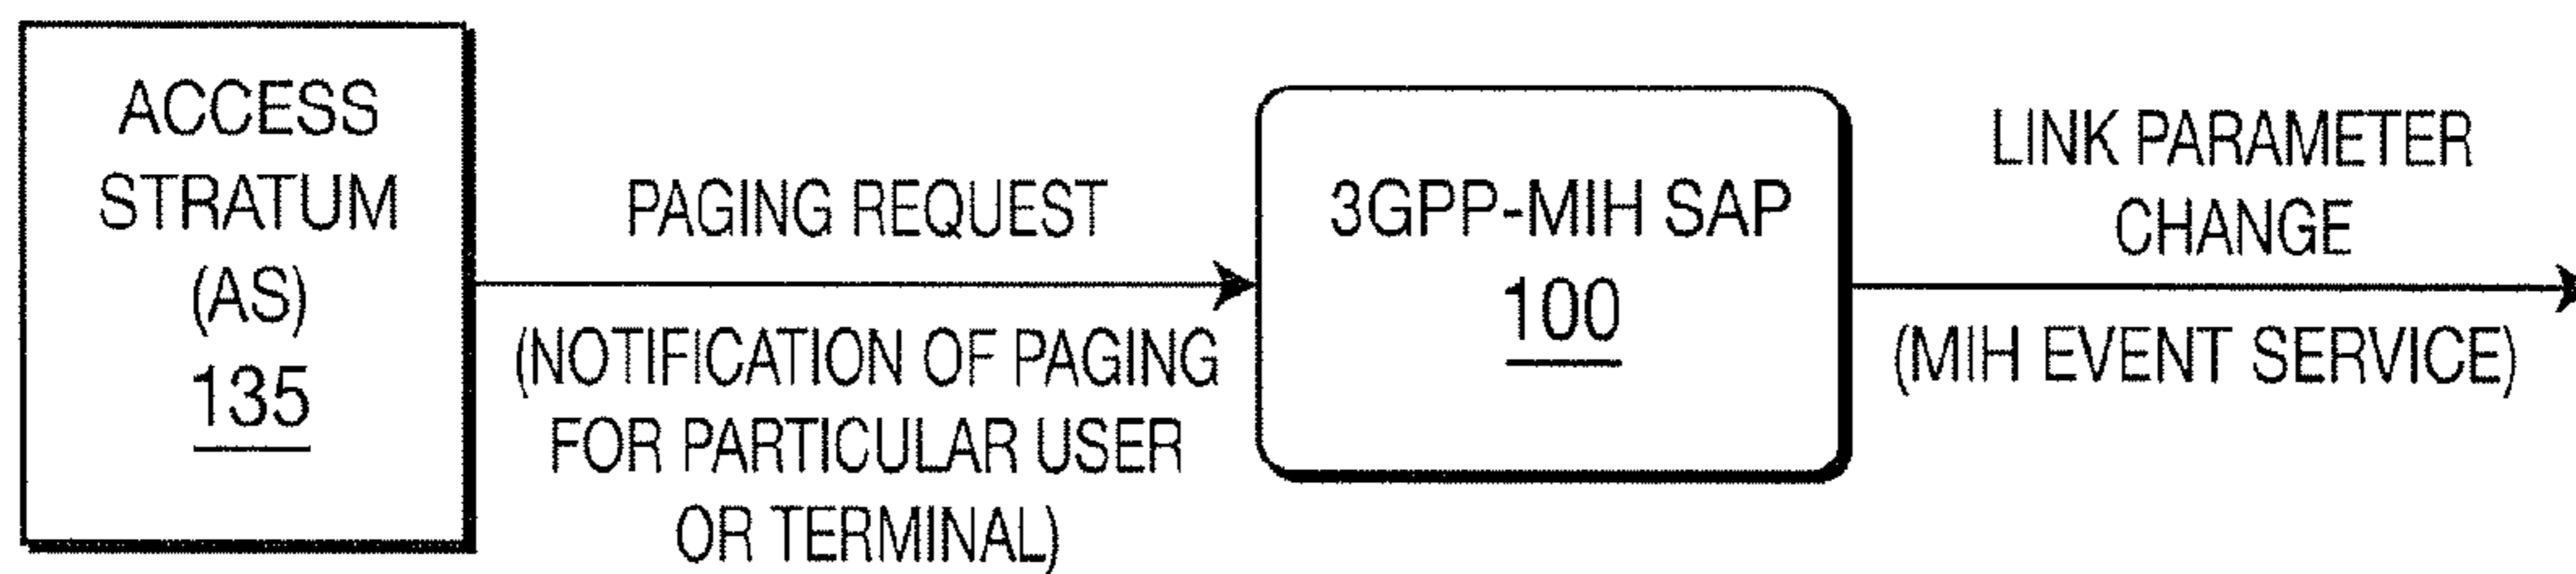 ACCESS
STRATUM
(AS)
135
PAGING REQUEST
(NOTIFICATION OF PAGING
FOR PARTICULAR USER
OR TERMINAL)
3GPP-MIH SAP
100
LINK PARAMETER
CHANGE
(MIH EVENT SERVICE)